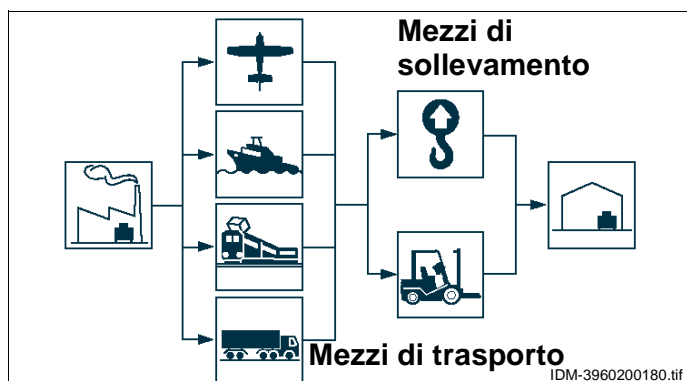 Mezzi di
sollevamento
Mezzi di trasporto
IDM-3960200180.tif